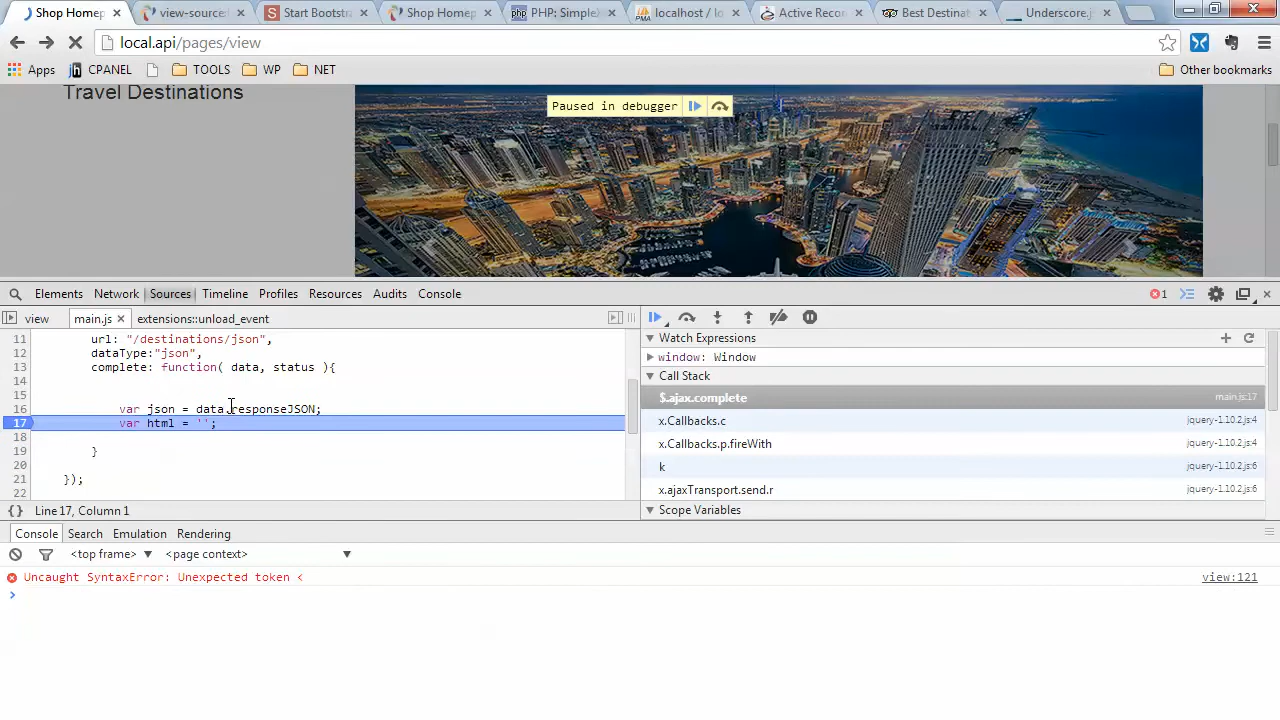 Shop Homep
view-source
Start Bootstra
Shop Homep
PHP: Simple
localhost / lo
Active Recor
Best Destinat
Underscore.j
local.api/pages/view
Apps
CPANEL
TOOLS
WP
NET
Other bookmarks
Travel Destinations
Paused in debugger
Elements Network Sources Timeline Profiles Resources Audits Console
1
view main.js extensions::unload_event
11 url: "/destinations/json",
12 dataType:"json",
13 complete: function( data, status ){
14
15
16 var json = data.responseJSON;
17 var html = '';
18
19 }
20
21 });
22
{} Line 17, Column 1
Watch Expressions
window: Window
Call Stack
$.ajax.complete main.js:17
x.Callbacks.c jquery-1.10.2.js:4
x.Callbacks.p.fireWith jquery-1.10.2.js:4
k jquery-1.10.2.js:6
x.ajaxTransport.send.r jquery-1.10.2.js:6
Scope Variables
Console Search Emulation Rendering
<top frame> <page context>
Uncaught SyntaxError: Unexpected token < view:121
>